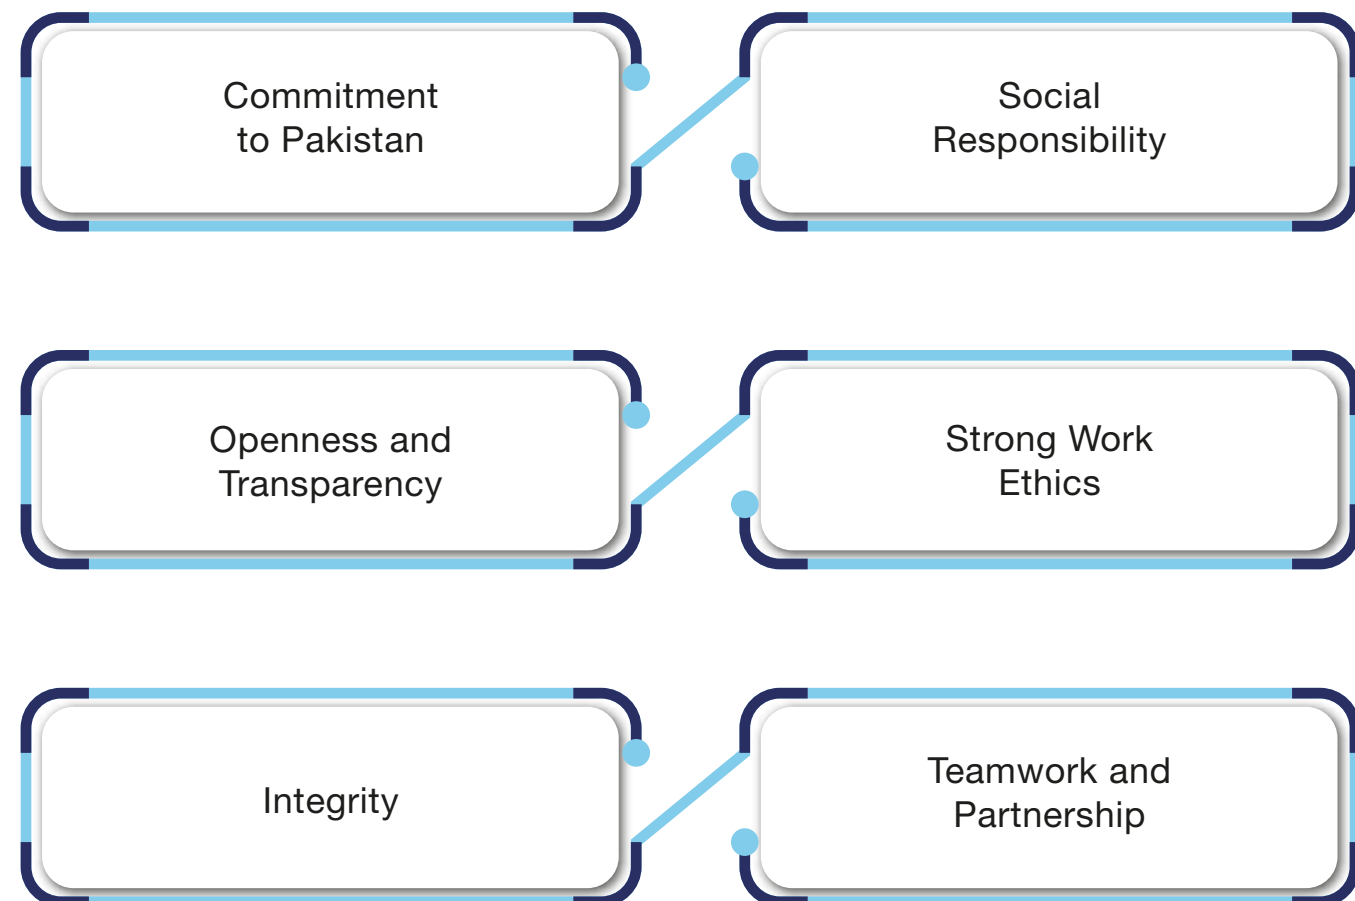 Commitment
to Pakistan
Social
Responsibility
Openness and
Transparency
Strong Work
Ethics
Integrity
Teamwork and
Partnership